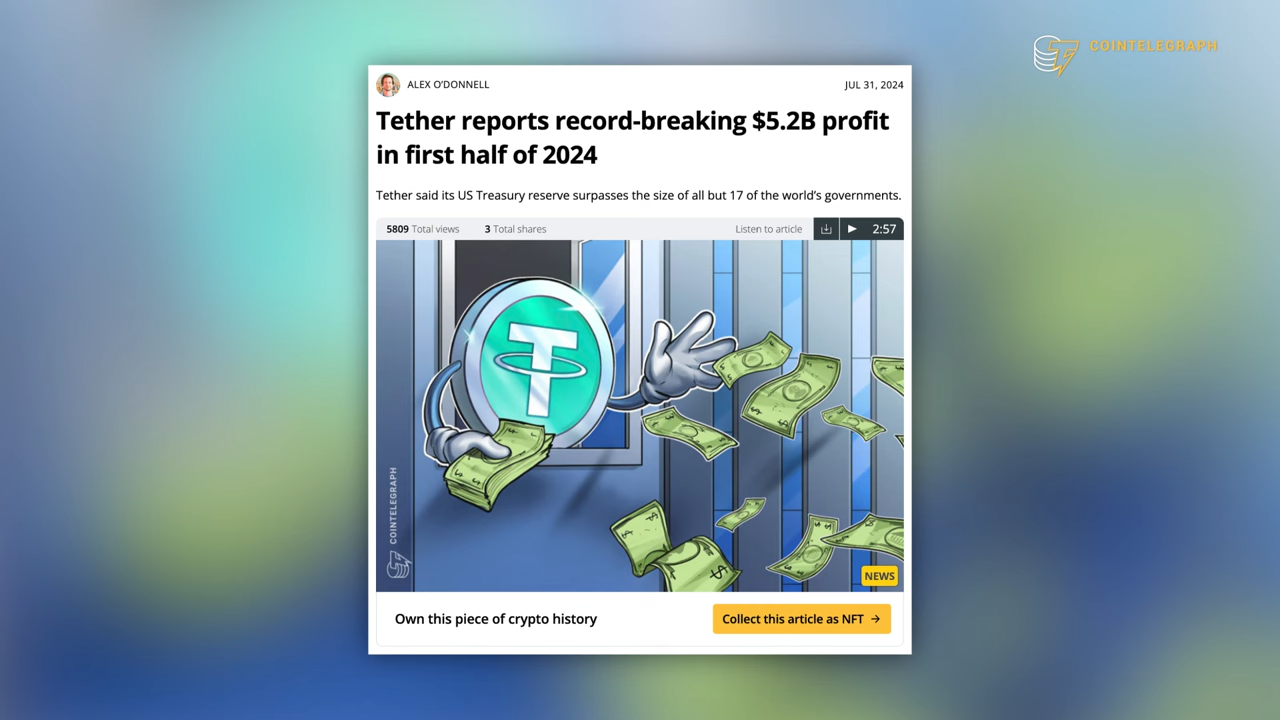 COINTELEGRAPH
ALEX O'DONNELL
JUL 31, 2024
Tether reports record-breaking $5.2B profit
in first half of 2024
Tether said its US Treasury reserve surpasses the size of all but 17 of the world's governments.
5809 Total views
3 Total shares
Listen to article
2:57
COINTELEGRAPH
NEWS
Own this piece of crypto history
Collect this article as NFT →